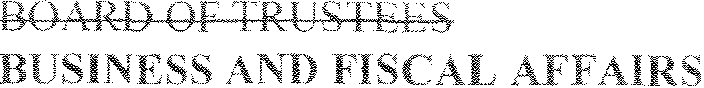 BOARD OF TRUSTEES
BUSINESS AND FISCAL AFFAIRS